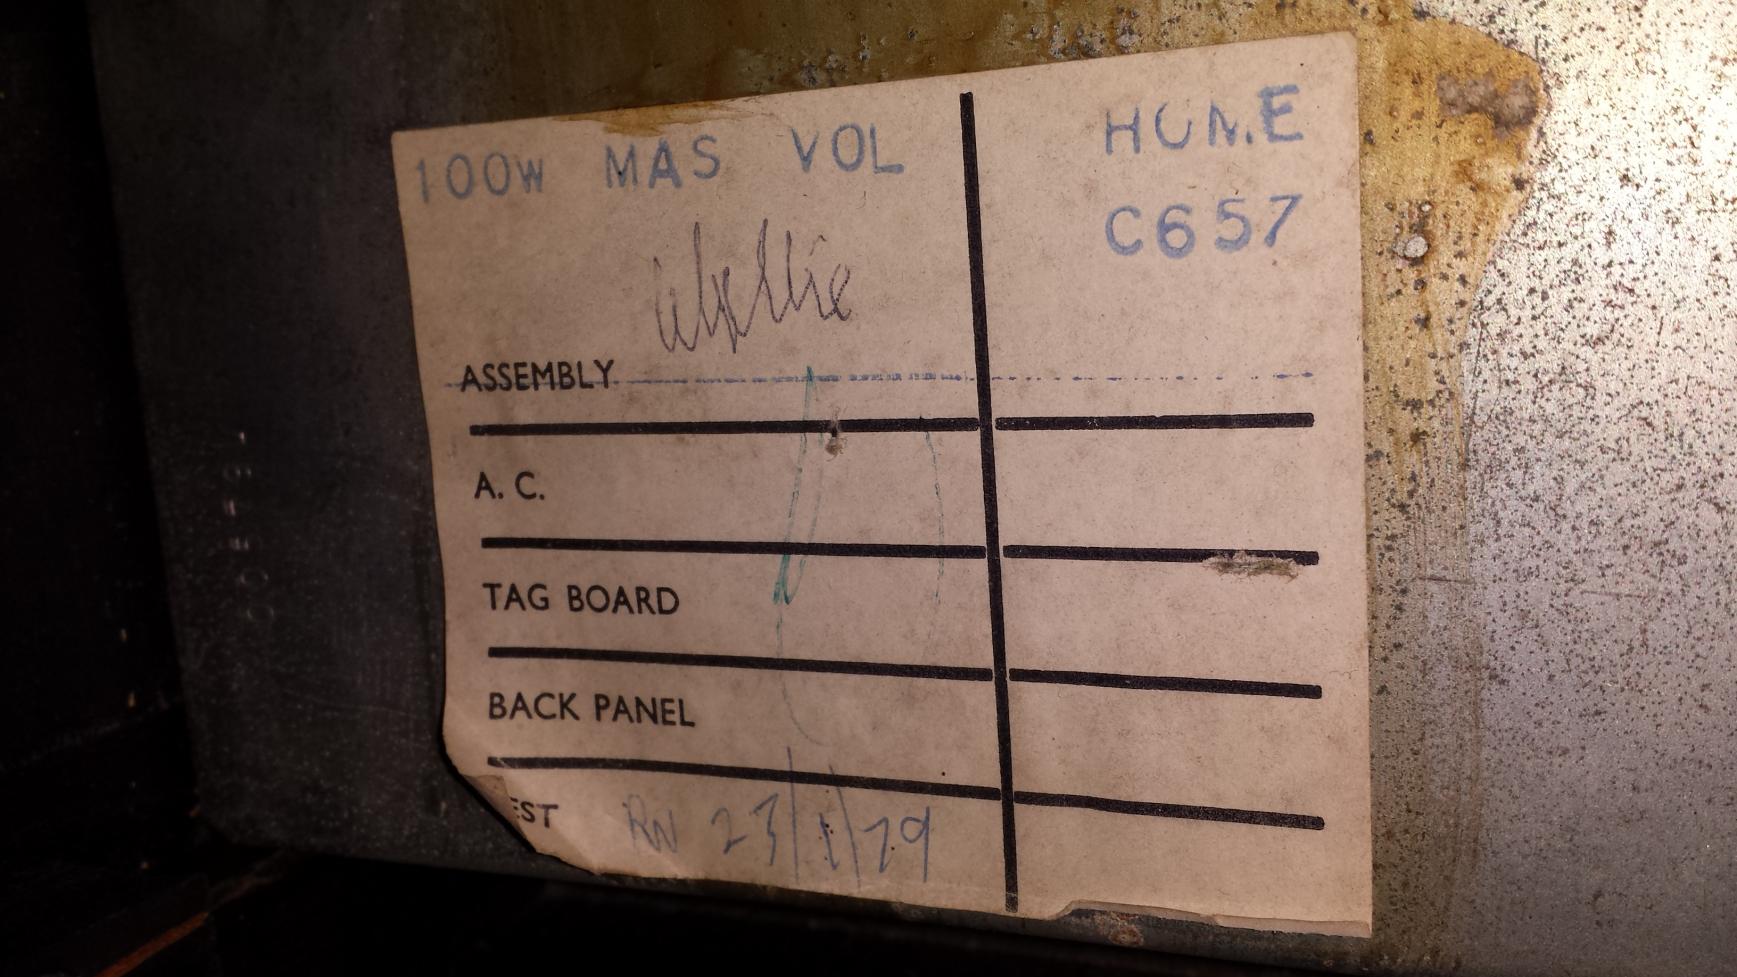 100W MAS VOL HOME
C657
ASSEMBLY
A. C.
TAG BOARD
BACK PANEL
EST RN 23/1/79